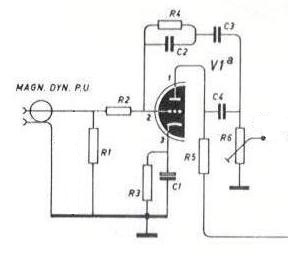 R4
C3
C2
V1a
1
MAGN. DYN. P.U
R2
2
C4
R6
3
R1
R5
R3
C1